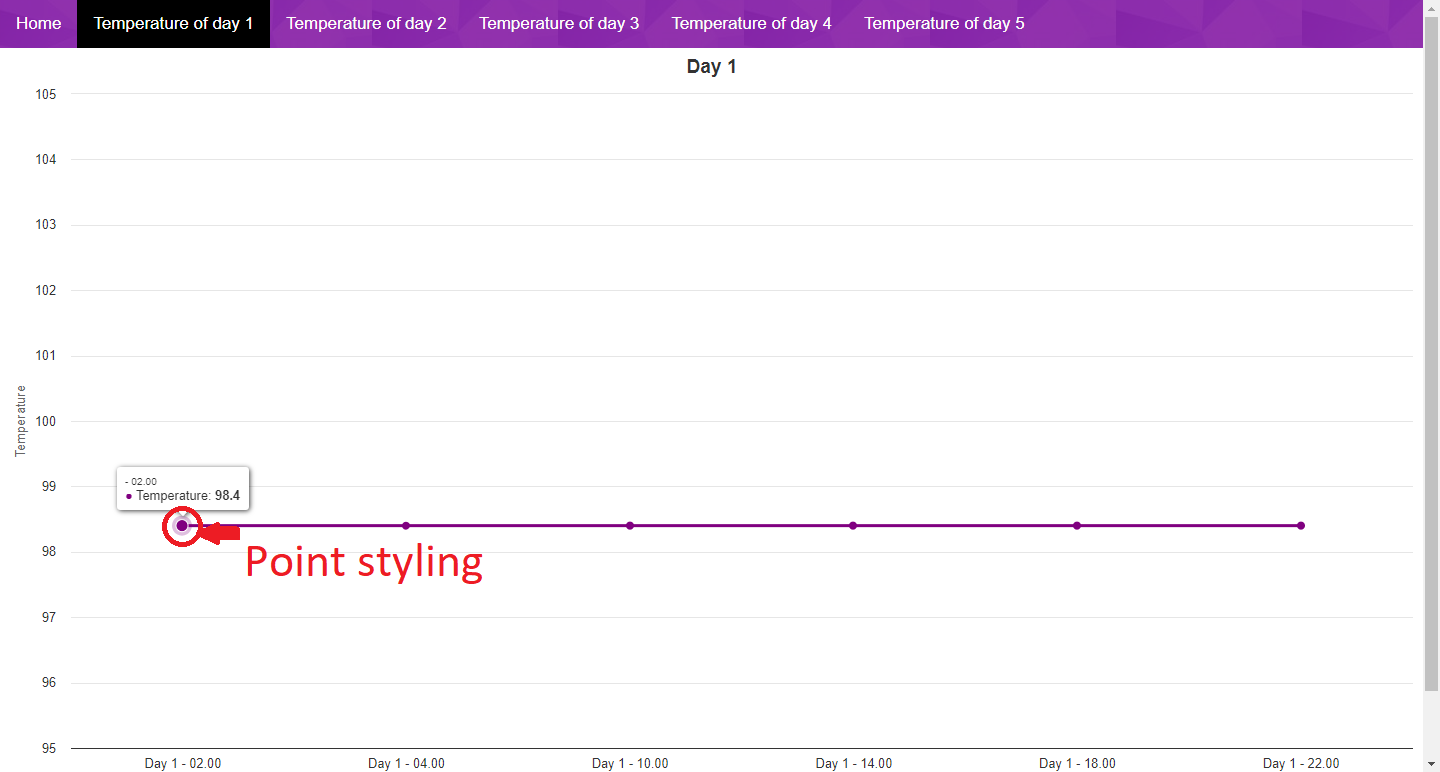 Home Temperature of day 1 Temperature of day 2 Temperature of day 3 Temperature of day 4 Temperature of day 5
Day 1
105
104
103
102
101
100
99
98
97
96
95
Temperature
- 02.00
● Temperature: 98.4
Point styling
Day 1 - 02.00 Day 1 - 04.00 Day 1 - 10.00 Day 1 - 14.00 Day 1 - 18.00 Day 1 - 22.00